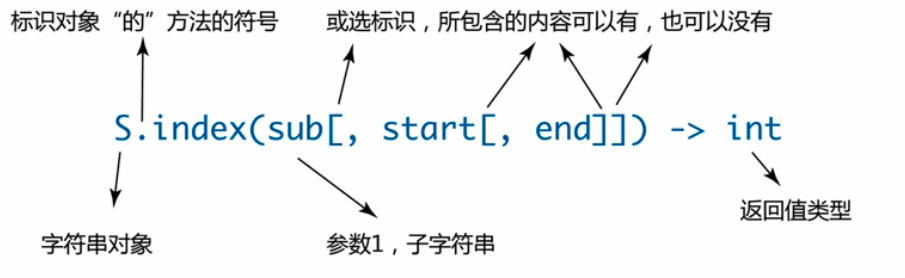 标识对象“的”方法的符号
或选标识，所包含的内容可以有，也可以没有
S.index(sub[, start[, end]]) -> int
返回值类型
字符串对象
参数1，子字符串